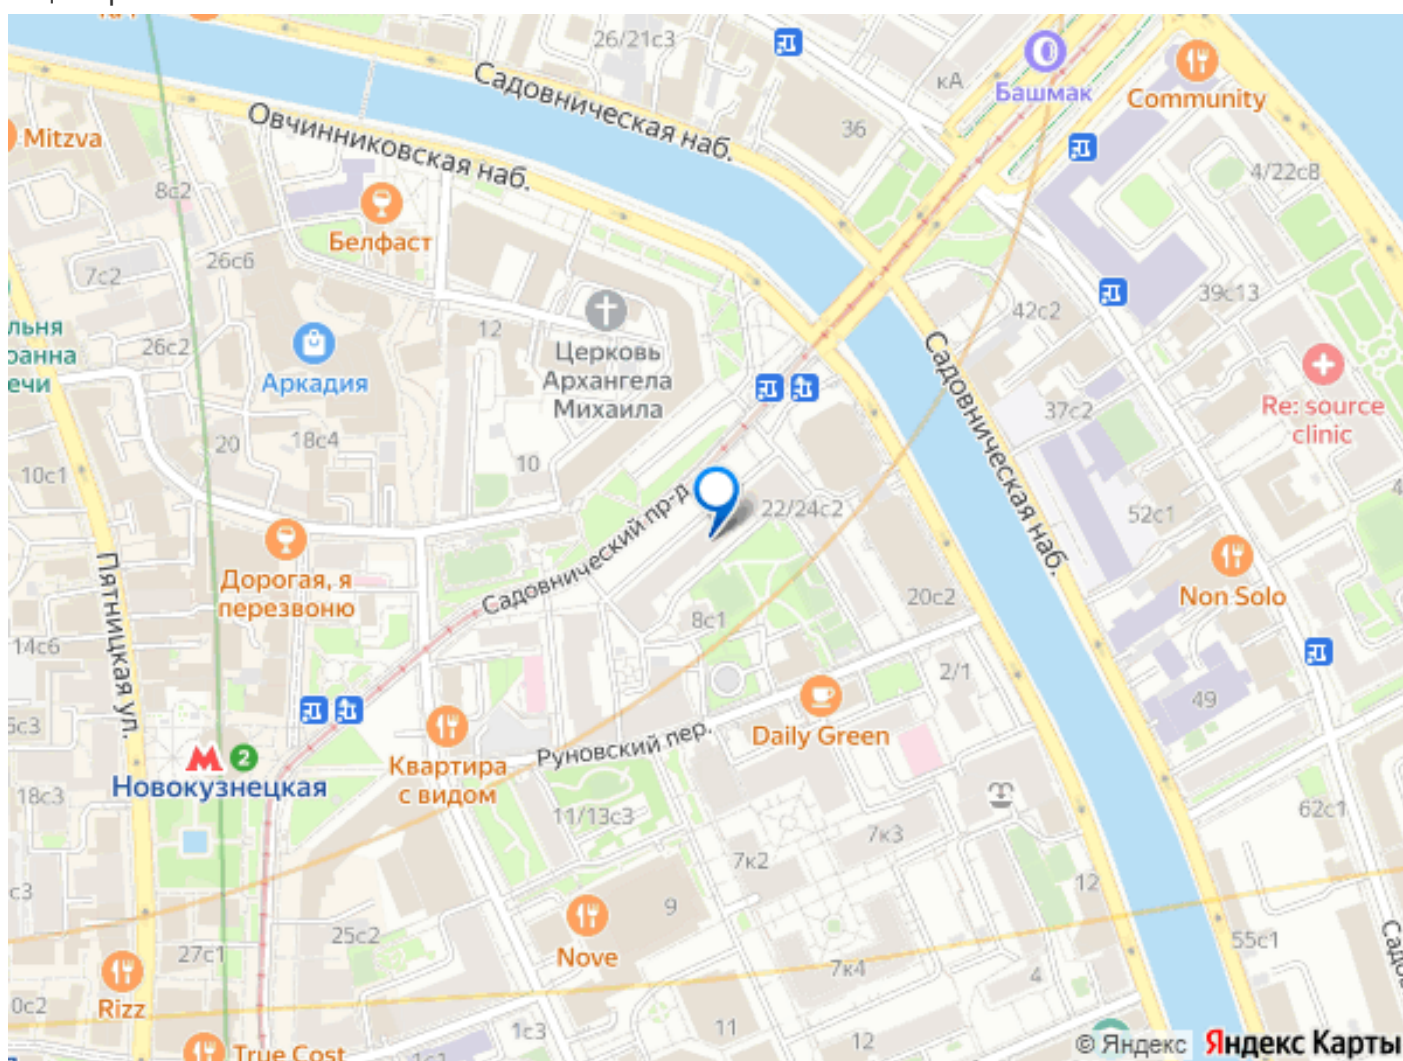 26/21с3
Садовническая наб.
кА
Башмак
Community
Овчинниковская наб.
36
Mitzva
8с2
4/22с8
Белфаст
26с6
7с2
39с13
42с2
12
26с2
Церковь
Архангела
Михаила
Аркадия
Садовническая наб.
37с2
Re: source
clinic
20
18с4
10
10с1
Садовнический пр-д
22/24с2
52с1
Пятницкая ул.
Дорогая, я
перезвоню
20с2
Non Solo
8с1
14с6
2/1
49
Руновский пер.
Daily Green
2
Новокузнецкая
Квартира
с видом
18с3
11/13с3
62с1
7к3
7к2
12
9
25с2
27с1
55с1
Nove
7к4
4
Rizz
11
1с3
12
True Cost
© Яндекс
Яндекс Карты